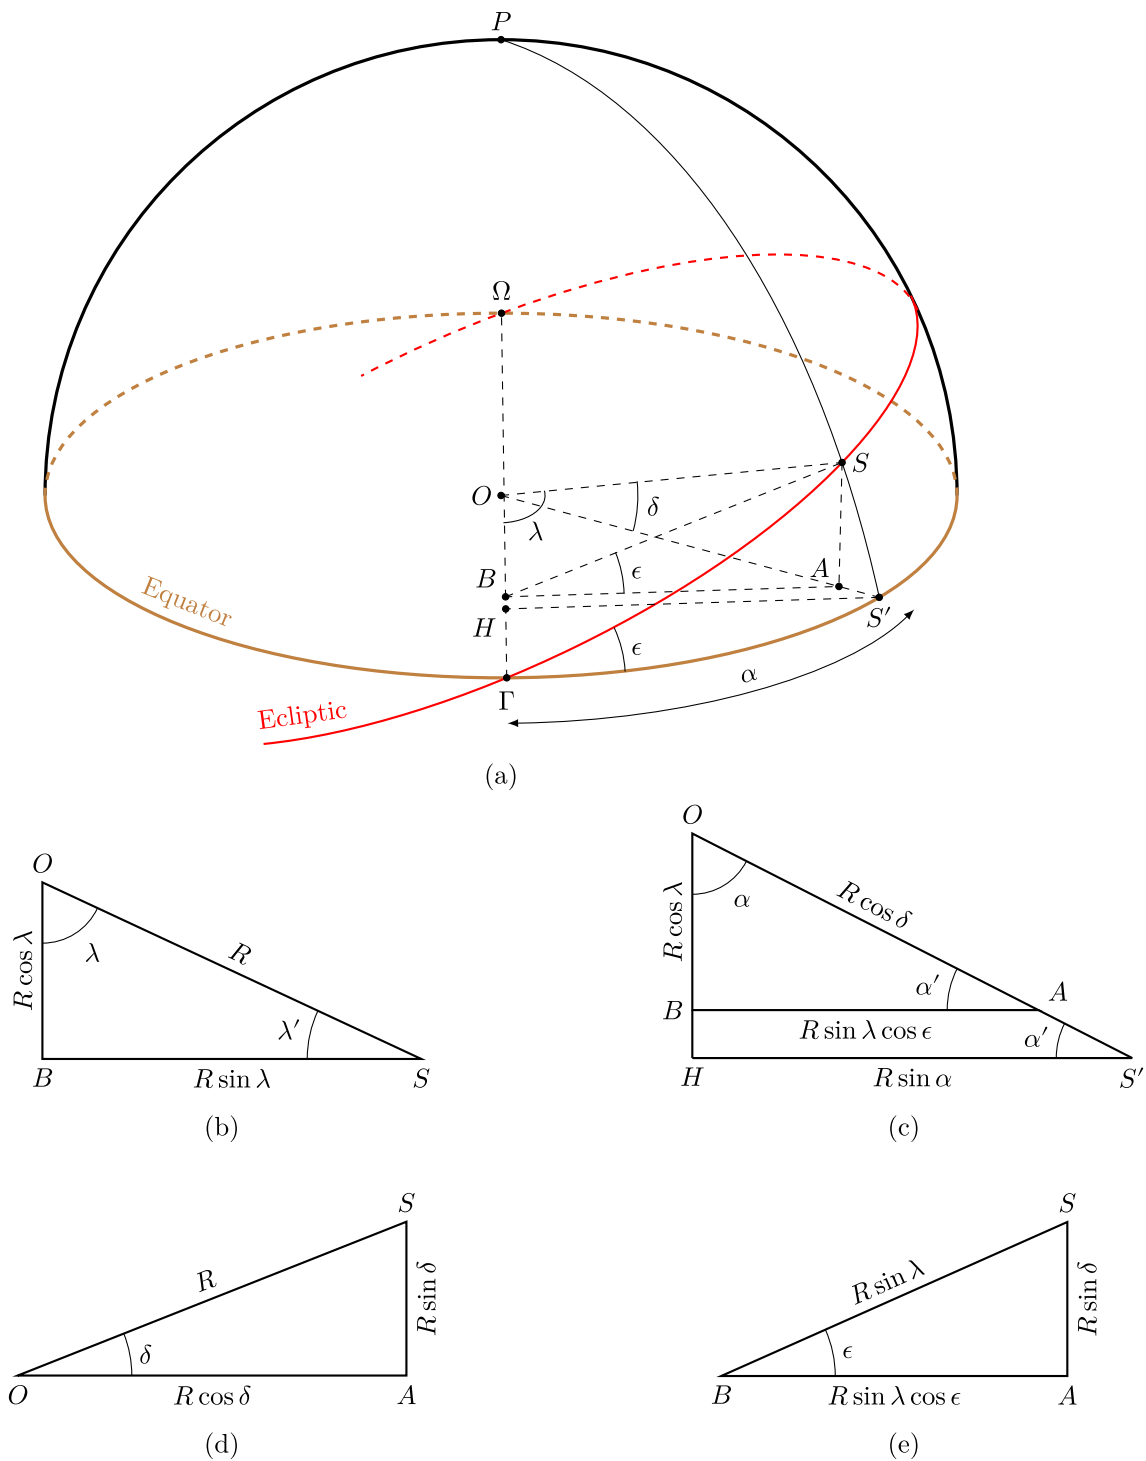 P
Ω
S
O
δ
λ
B
ϵ
A
H
S′
Equator
ϵ
α
Γ
Ecliptic
(a)
O
R cos λ
λ
R
λ′
B
R sin λ
S
(b)
O
R cos λ
α
R cos δ
α′
A
B
R sin λ cos ϵ
α′
H
R sin α
S′
(c)
S
R
R sin δ
δ
O
R cos δ
A
(d)
S
R sin λ
R sin δ
ϵ
B
R sin λ cos ϵ
A
(e)